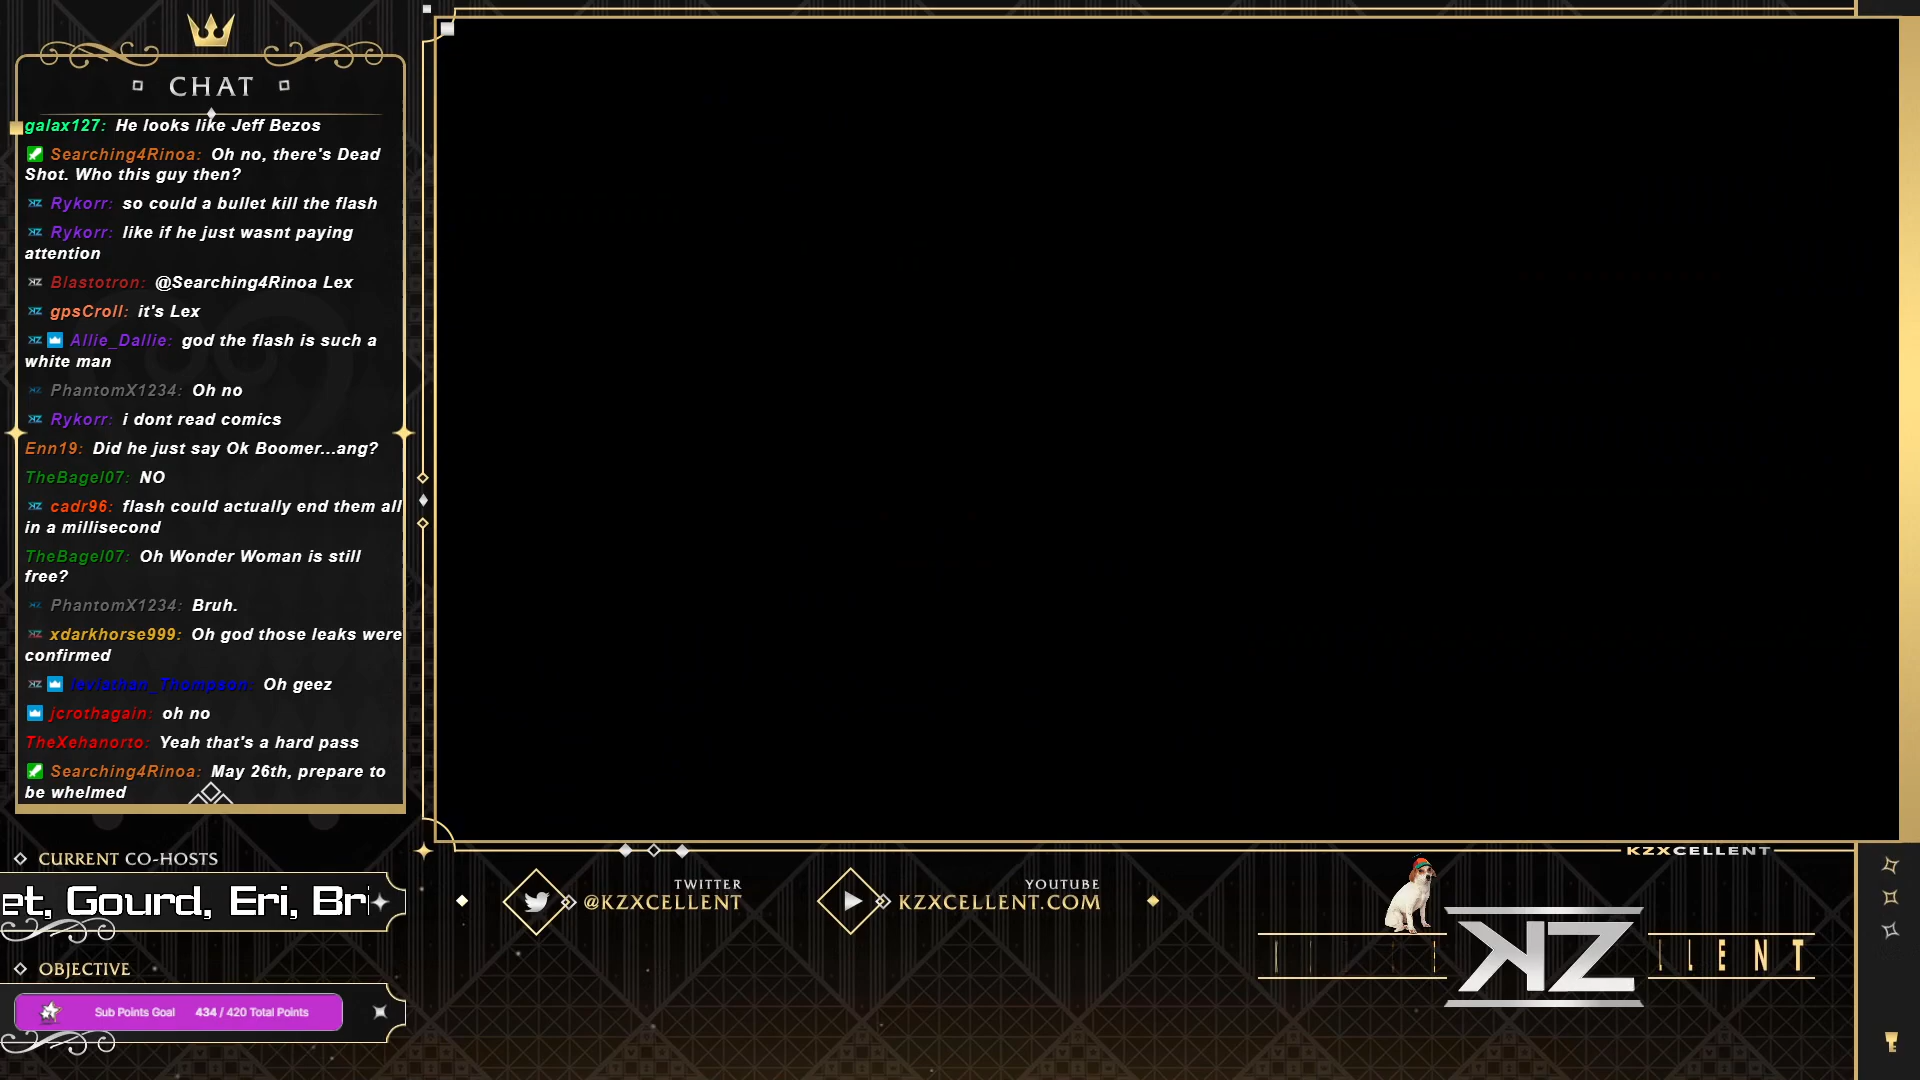 CHAT
galax127: He looks like Jeff Bezos
Searching4Rinoa: Oh no, there's Dead
Shot. Who this guy then?
Rykorr: so could a bullet kill the flash
Rykorr: like if he just wasnt paying
attention
Blastotron: @Searching4Rinoa Lex
gpsCroll: it's Lex
Allie_Dallie: god the flash is such a
white man
PhantomX1234: Oh no
Rykorr: i dont read comics
Enn19: Did he just say Ok Boomer...ang?
TheBagel07: NO
cadr96: flash could actually end them all
in a millisecond
TheBagel07: Oh Wonder Woman is still
free?
PhantomX1234: Bruh.
xdarkhorse999: Oh god those leaks were
confirmed
leviathan_Thompson: Oh geez
jcrothagain: oh no
TheXehanorto: Yeah that's a hard pass
Searching4Rinoa: May 26th, prepare to
be whelmed
CURRENT CO-HOSTS
et, Gourd, Eri, Bri
OBJECTIVE
Sub Points Goal 434 / 420 Total Points
TWITTER
@KZXCELLENT
YOUTUBE
KZXCELLENT.COM
KZXCELLENT
KZ
LLENT